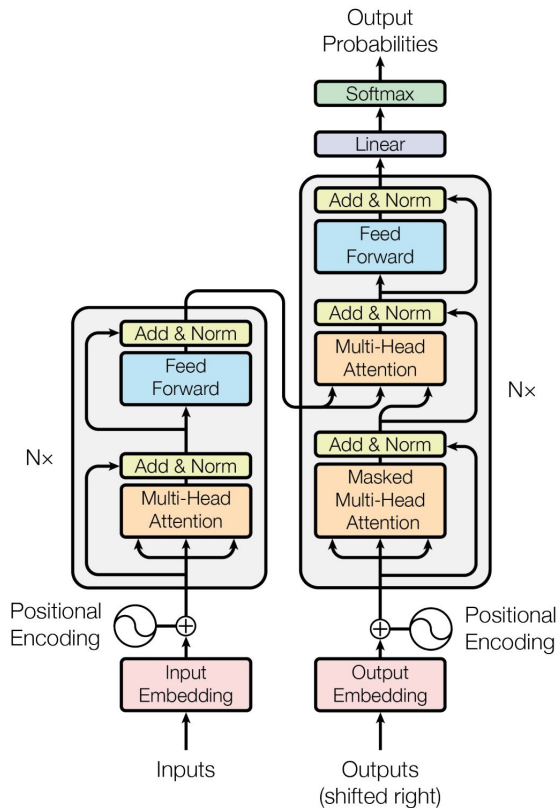 Output
Probabilities
Softmax
Linear
Add & Norm
Feed
Forward
Add & Norm
Multi-Head
Attention
Add & Norm
Masked
Multi-Head
Attention
N×
Add & Norm
Feed
Forward
Add & Norm
Multi-Head
Attention
N×
Positional
Encoding
Positional
Encoding
Input
Embedding
Output
Embedding
Inputs
Outputs
(shifted right)